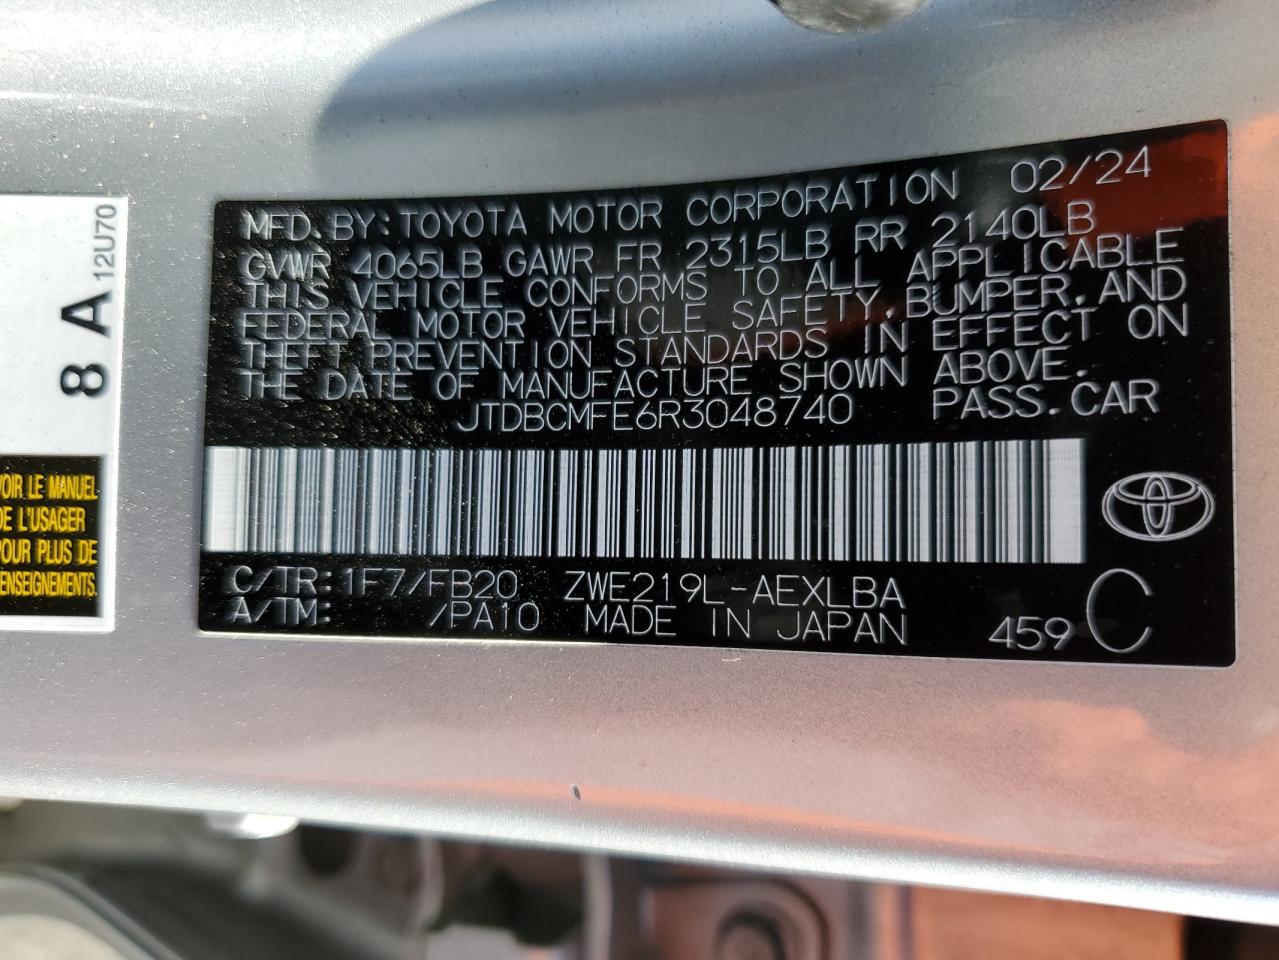 MFD. BY: TOYOTA MOTOR CORPORATION 02/24
GVWR 4065LB GAWR FR 2315LB RR 2140LB
THIS VEHICLE CONFORMS TO ALL APPLICABLE
FEDERAL MOTOR VEHICLE SAFETY, BUMPER, AND
THEFT PREVENTION STANDARDS IN EFFECT ON
THE DATE OF MANUFACTURE SHOWN ABOVE.
JTDBCMFE6R3048740 PASS. CAR
C/TR: 1F7/FB20 ZWE219L-AEXLBA
A/TM: /PA10 MADE IN JAPAN 459 C
8 A 12U70
VOIR LE MANUEL
DE L'USAGER
POUR PLUS DE
RENSEIGNEMENTS.